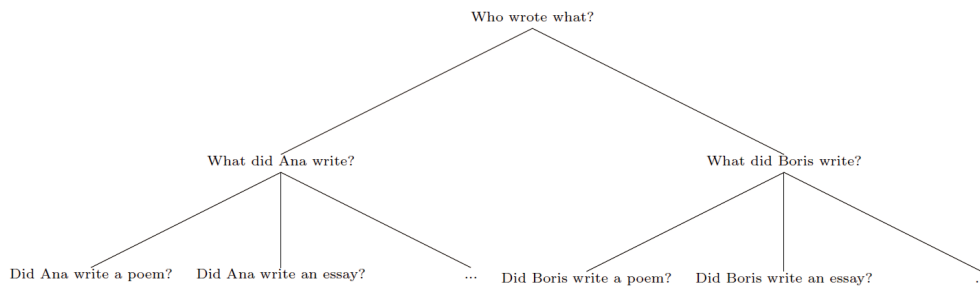 Who wrote what?
What did Ana write? What did Boris write?
Did Ana write a poem? Did Ana write an essay? ... Did Boris write a poem? Did Boris write an essay? ...